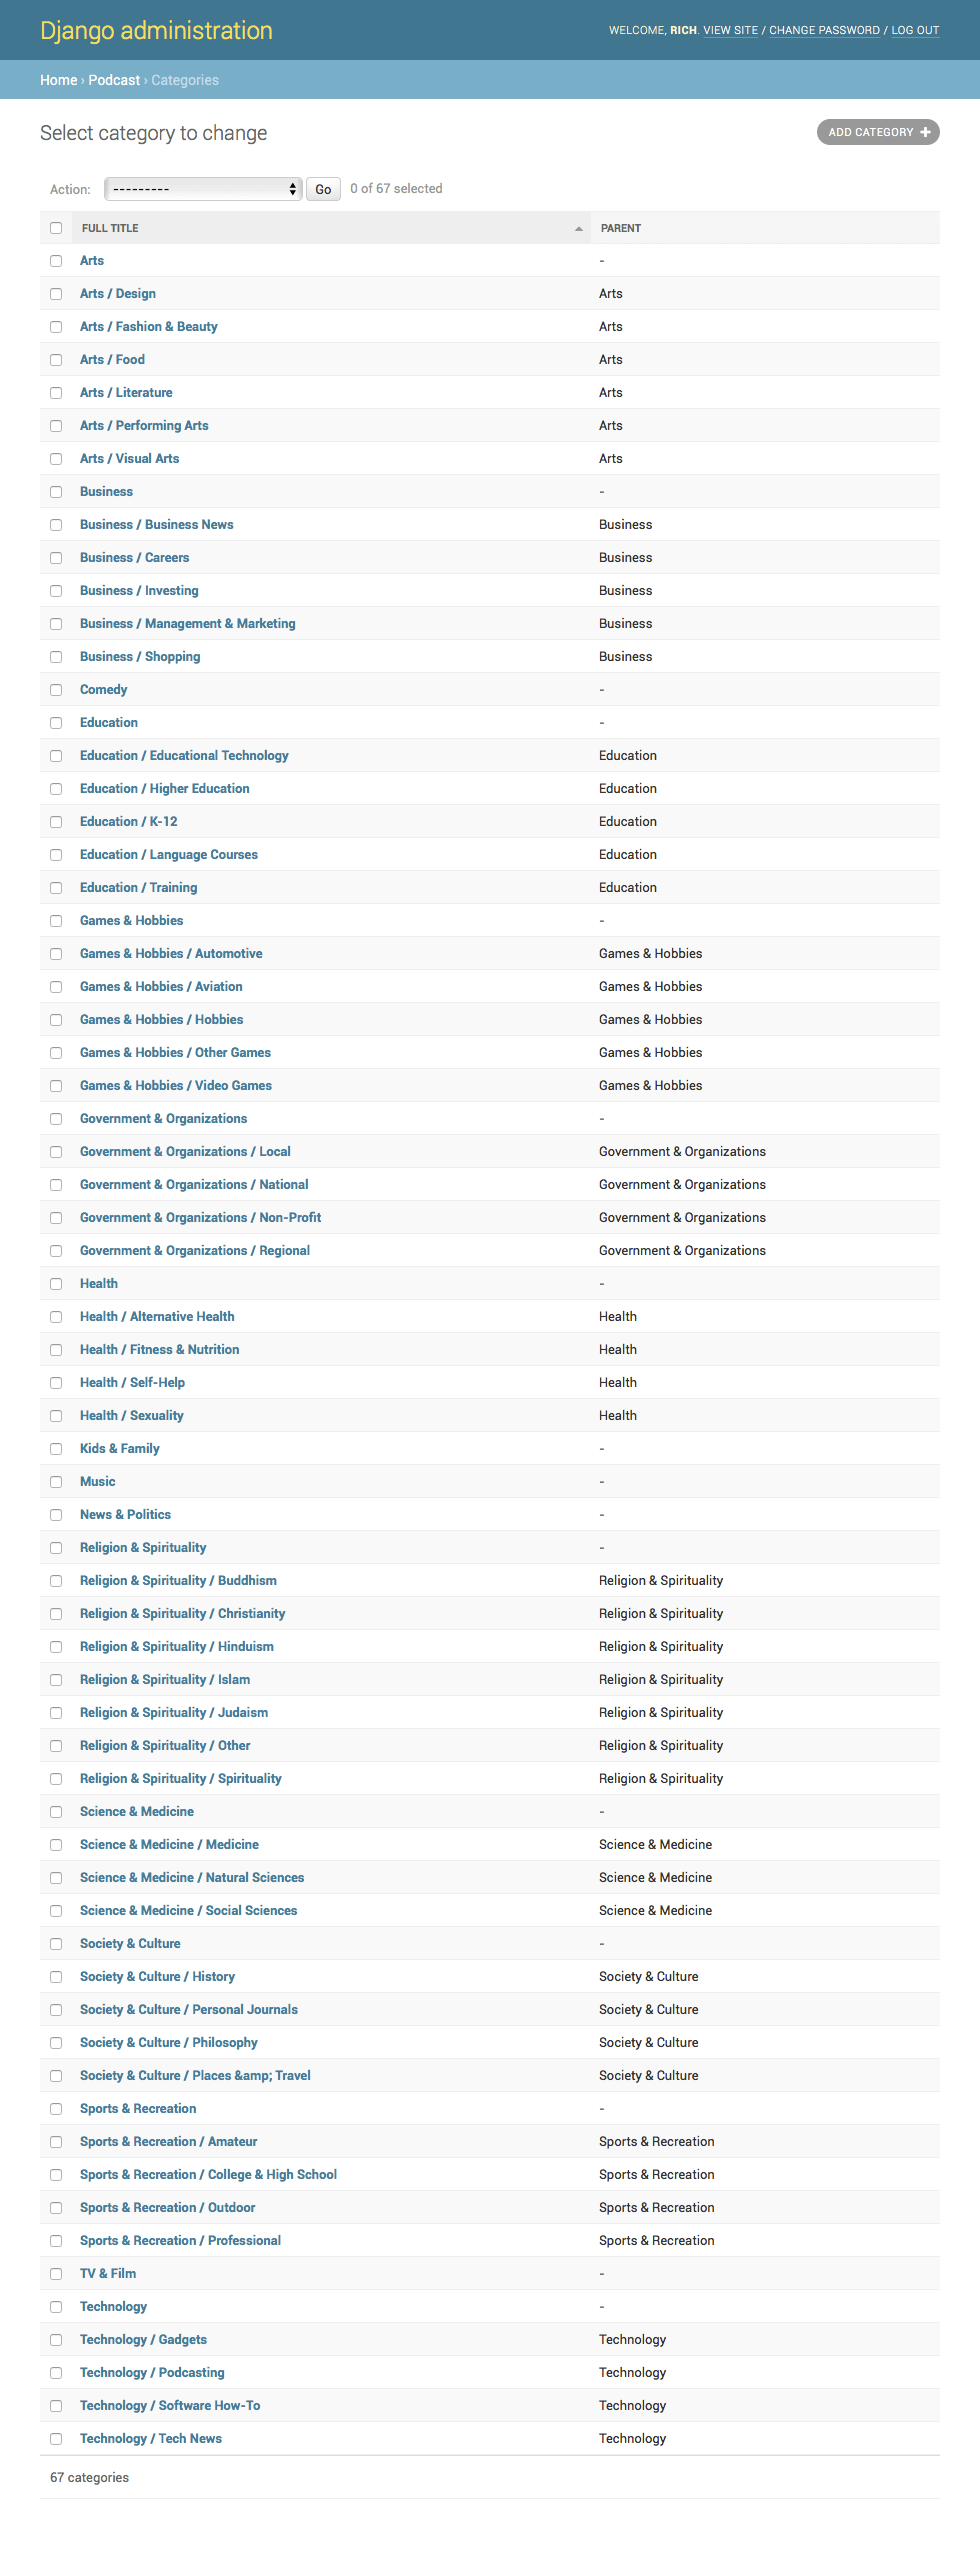 Django administration
WELCOME, RICH. VIEW SITE / CHANGE PASSWORD / LOG OUT
Home › Podcast › Categories
Select category to change
ADD CATEGORY +
Action: --------- Go 0 of 67 selected
FULL TITLE PARENT
Arts -
Arts / Design Arts
Arts / Fashion & Beauty Arts
Arts / Food Arts
Arts / Literature Arts
Arts / Performing Arts Arts
Arts / Visual Arts Arts
Business -
Business / Business News Business
Business / Careers Business
Business / Investing Business
Business / Management & Marketing Business
Business / Shopping Business
Comedy -
Education -
Education / Educational Technology Education
Education / Higher Education Education
Education / K-12 Education
Education / Language Courses Education
Education / Training Education
Games & Hobbies -
Games & Hobbies / Automotive Games & Hobbies
Games & Hobbies / Aviation Games & Hobbies
Games & Hobbies / Hobbies Games & Hobbies
Games & Hobbies / Other Games Games & Hobbies
Games & Hobbies / Video Games Games & Hobbies
Government & Organizations -
Government & Organizations / Local Government & Organizations
Government & Organizations / National Government & Organizations
Government & Organizations / Non-Profit Government & Organizations
Government & Organizations / Regional Government & Organizations
Health -
Health / Alternative Health Health
Health / Fitness & Nutrition Health
Health / Self-Help Health
Health / Sexuality Health
Kids & Family -
Music -
News & Politics -
Religion & Spirituality -
Religion & Spirituality / Buddhism Religion & Spirituality
Religion & Spirituality / Christianity Religion & Spirituality
Religion & Spirituality / Hinduism Religion & Spirituality
Religion & Spirituality / Islam Religion & Spirituality
Religion & Spirituality / Judaism Religion & Spirituality
Religion & Spirituality / Other Religion & Spirituality
Religion & Spirituality / Spirituality Religion & Spirituality
Science & Medicine -
Science & Medicine / Medicine Science & Medicine
Science & Medicine / Natural Sciences Science & Medicine
Science & Medicine / Social Sciences Science & Medicine
Society & Culture -
Society & Culture / History Society & Culture
Society & Culture / Personal Journals Society & Culture
Society & Culture / Philosophy Society & Culture
Society & Culture / Places &amp; Travel Society & Culture
Sports & Recreation -
Sports & Recreation / Amateur Sports & Recreation
Sports & Recreation / College & High School Sports & Recreation
Sports & Recreation / Outdoor Sports & Recreation
Sports & Recreation / Professional Sports & Recreation
TV & Film -
Technology -
Technology / Gadgets Technology
Technology / Podcasting Technology
Technology / Software How-To Technology
Technology / Tech News Technology
67 categories